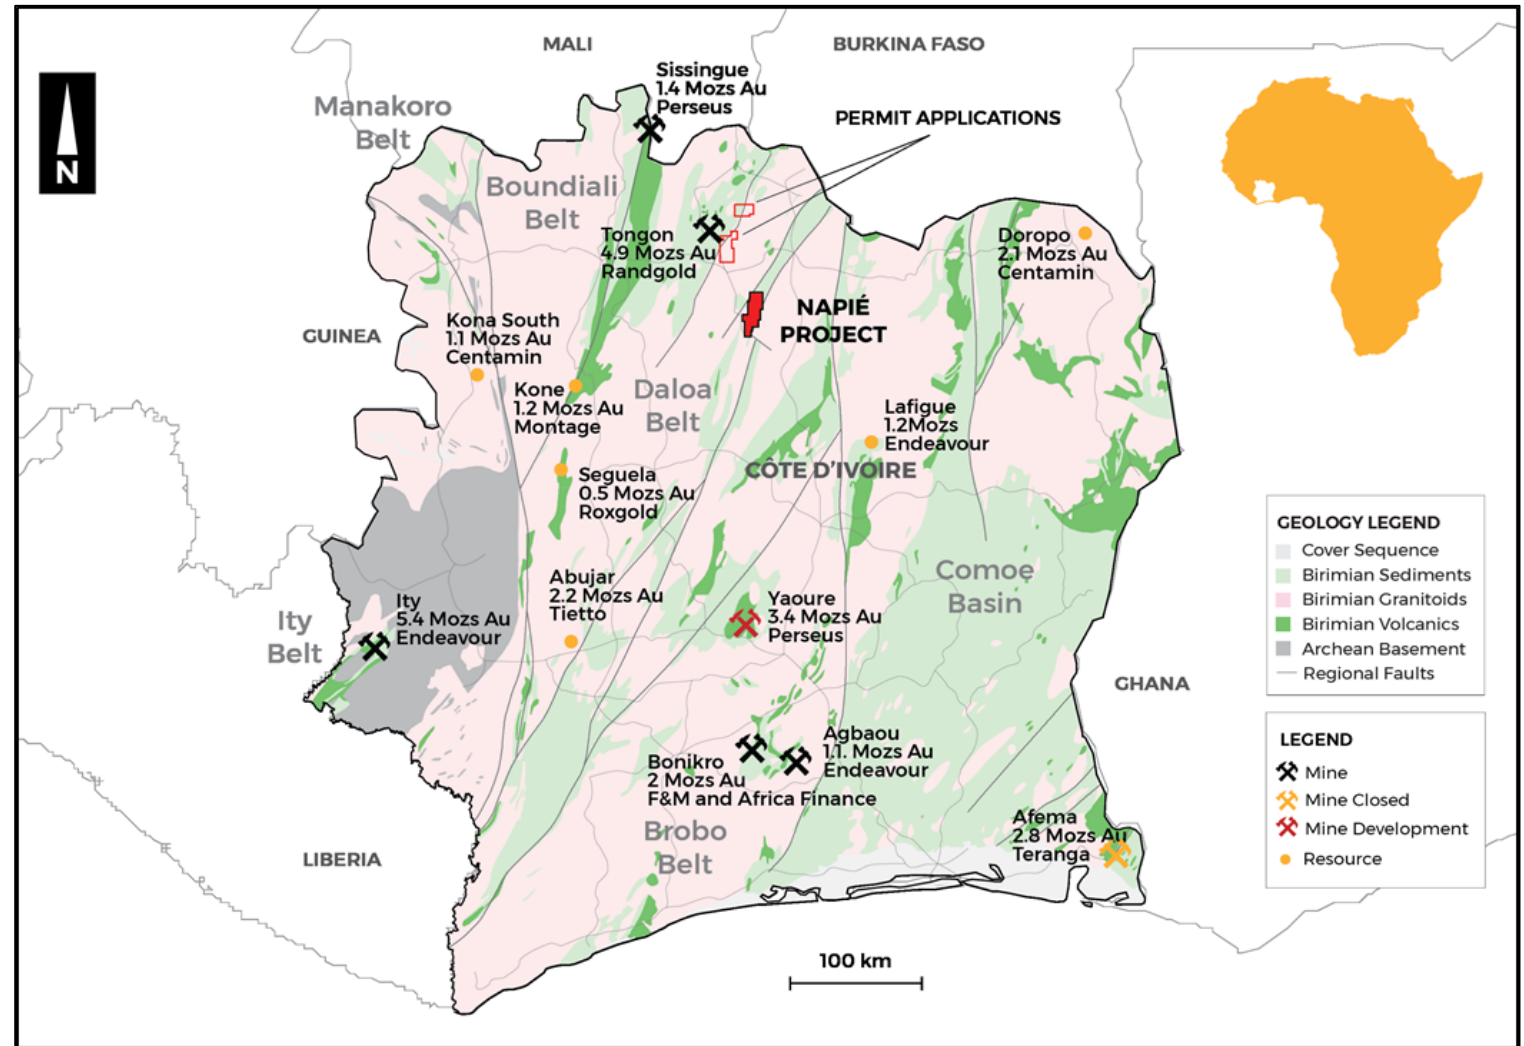 MALI
BURKINA FASO
N
Manakoro
Belt
Sissingue
1.4 Mozs Au
Perseus
PERMIT APPLICATIONS
Boundiali
Belt
Tongon
4.9 Mozs Au
Randgold
Doropo
2.1 Mozs Au
Centamin
NAPIÉ
PROJECT
GUINEA
Kona South
1.1 Mozs Au
Centamin
Kone
1.2 Mozs Au
Montage
Daloa
Belt
Lafigue
1.2Mozs
Endeavour
CÔTE D'IVOIRE
Seguela
0.5 Mozs Au
Roxgold
Comoe
Basin
Abujar
2.2 Mozs Au
Tietto
Yaoure
3.4 Mozs Au
Perseus
Ity
5.4 Mozs Au
Endeavour
Ity
Belt
GHANA
Agbaou
1.1. Mozs Au
Endeavour
Bonikro
2 Mozs Au
F&M and Africa Finance
Brobo
Belt
Afema
2.8 Mozs Au
Teranga
LIBERIA
100 km
GEOLOGY LEGEND
Cover Sequence
Birimian Sediments
Birimian Granitoids
Birimian Volcanics
Archean Basement
Regional Faults
LEGEND
Mine
Mine Closed
Mine Development
Resource